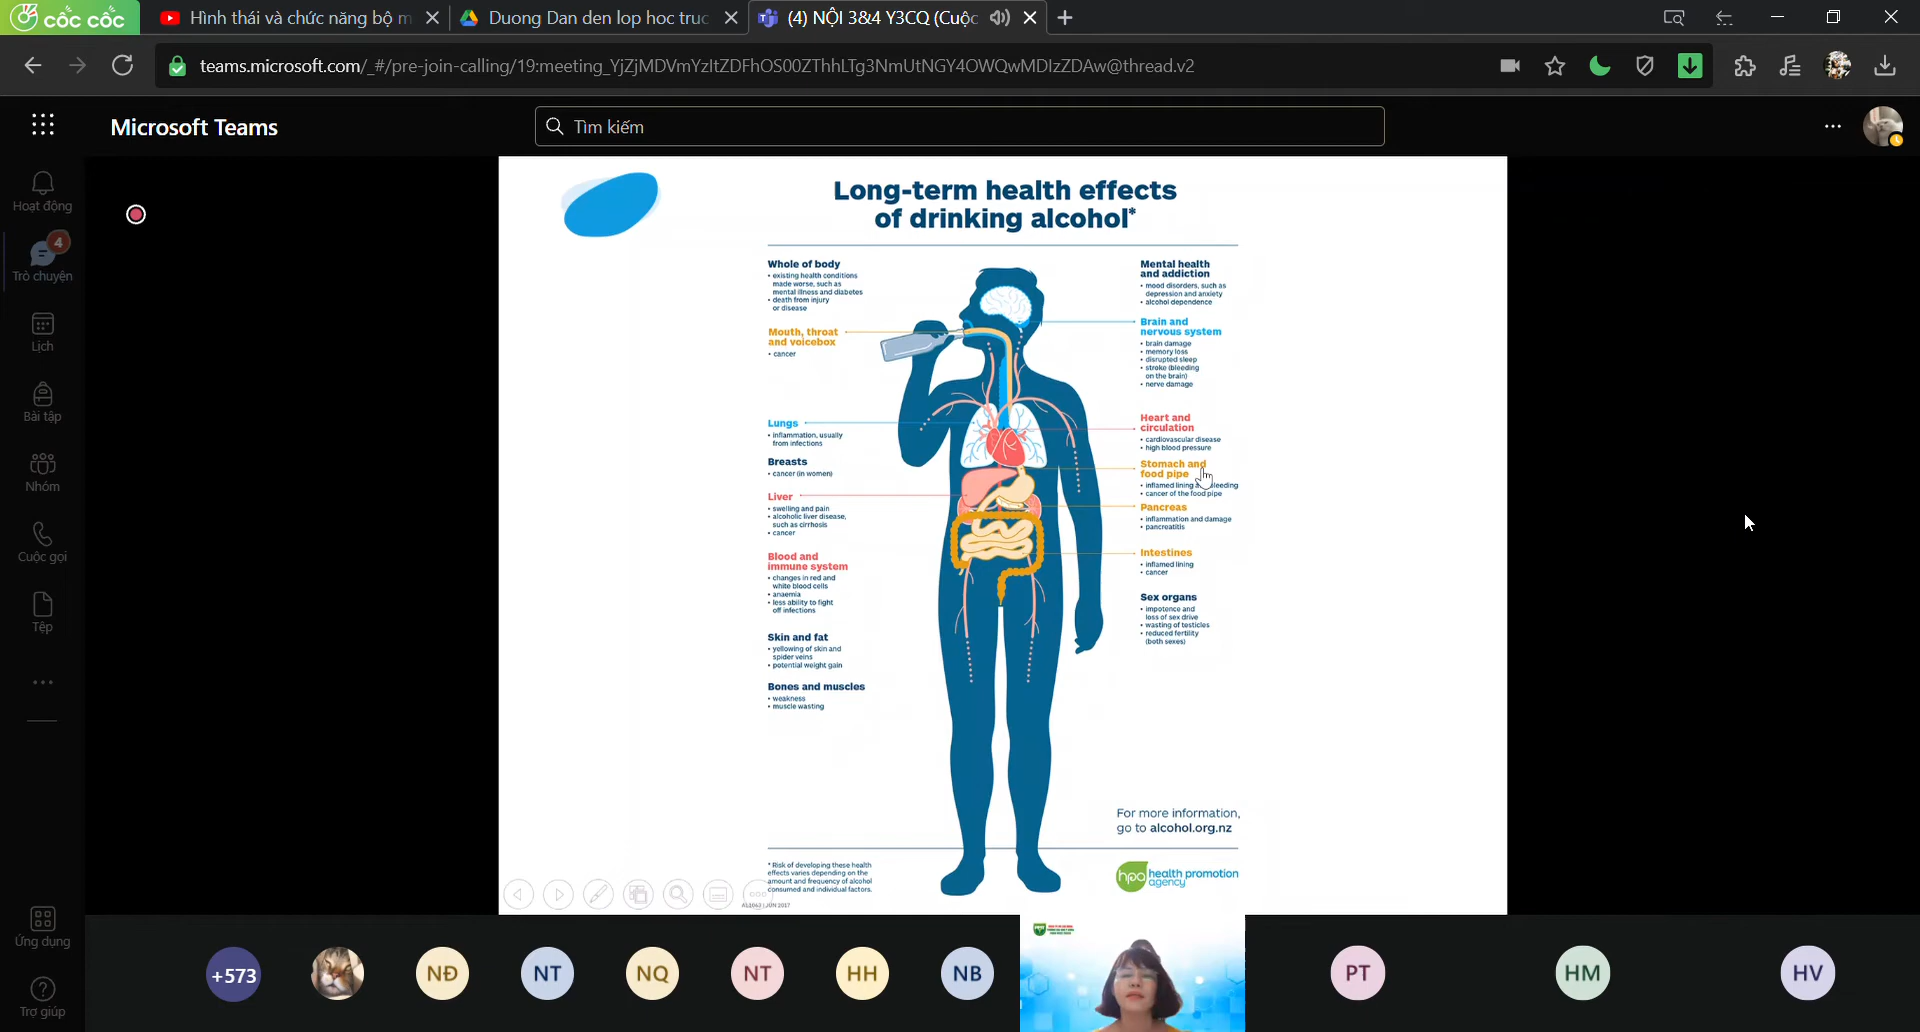 cốc cốc
Hình thái và chức năng bộ m
Duong Dan den lop hoc truc
(4) NỘI 3&4 Y3CQ (Cuộc
teams.microsoft.com/_#/pre-join-calling/19:meeting_YjZjMDVmYzItZDFhOS00ZThhLTg3NmUtNGY4OWQwMDIzZDAw@thread.v2
Microsoft Teams
Tìm kiếm
Hoạt động
4
Trò chuyện
Lịch
Bài tập
Nhóm
Cuộc gọi
Tệp
Ứng dụng
Trợ giúp
Long-term health effects
of drinking alcohol*
Whole of body
• existing health conditions
made worse, such as
mental illness and diabetes
• death from injury
or disease
Mouth, throat
and voicebox
• cancer
Lungs
• inflammation, usually
from infections
Breasts
• cancer (in women)
Liver
• swelling and pain
• alcoholic liver disease,
such as cirrhosis
• cancer
Blood and
immune system
• changes in red and
white blood cells
• anaemia
• less ability to fight
off infections
Skin and fat
• yellowing of skin and
spider veins
• potential weight gain
Bones and muscles
• weakness
• muscle wasting
Mental health
and addiction
• mood disorders, such as
depression and anxiety
• alcohol dependence
Brain and
nervous system
• brain damage
• memory loss
• disrupted sleep
• stroke (bleeding
on the brain)
• nerve damage
Heart and
circulation
• cardiovascular disease
• high blood pressure
Stomach and
food pipe
• inflamed lining bleeding
• cancer of the food pipe
Pancreas
• inflammation and damage
• pancreatitis
Intestines
• inflamed lining
• cancer
Sex organs
• impotence and
loss of sex drive
• wasting of testicles
• reduced fertility
(both sexes)
For more information,
go to alcohol.org.nz
* Risk of developing these health
effects varies depending on the
amount and frequency of alcohol
consumed and individual factors.
JUN 2017
hpa health promotion
agency
+573
NĐ
NT
NQ
NT
HH
NB
PT
HM
HV